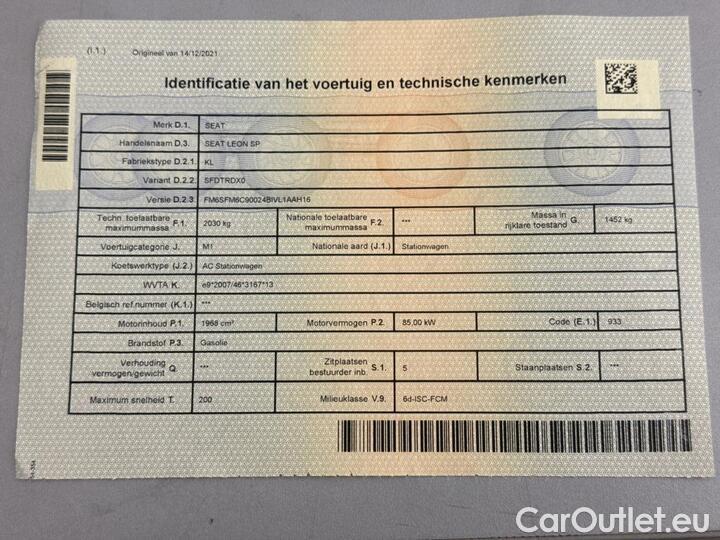 (I.1.) Origineel van 14/12/2021
Identificatie van het voertuig en technische kenmerken
Merk D.1. SEAT
Handelsnaam D.3. SEAT LEON SP
Fabriekstype D.2.1. KL
Variant D.2.2. SFDTRDX0
Versie D.2.3. FM6SFM6C90024BIVL1AAH16
Techn. toelaatbare maximummassa F.1. 2030 kg Nationale toelaatbare maximummassa F.2. *** Massa in rijklare toestand G. 1452 kg
Voertuigcategorie J. M1 Nationale aard (J.1.) Stationwagen
Koetswerktype (J.2.) AC Stationwagen
WVTA K. e9*2007/46*3167*13
Belgisch ref.nummer (K.1.) ***
Motorinhoud P.1. 1968 cm³ Motorvermogen P.2. 85,00 kW Code (E.1.) 933
Brandstof P.3. Gasolie
Verhouding vermogen/gewicht Q. *** Zitplaatsen bestuurder inb. S.1. 5 Staanplaatsen S.2. ***
Maximum snelheid T. 200 Milieuklasse V.9. 6d-ISC-FCM
CarOutlet.eu